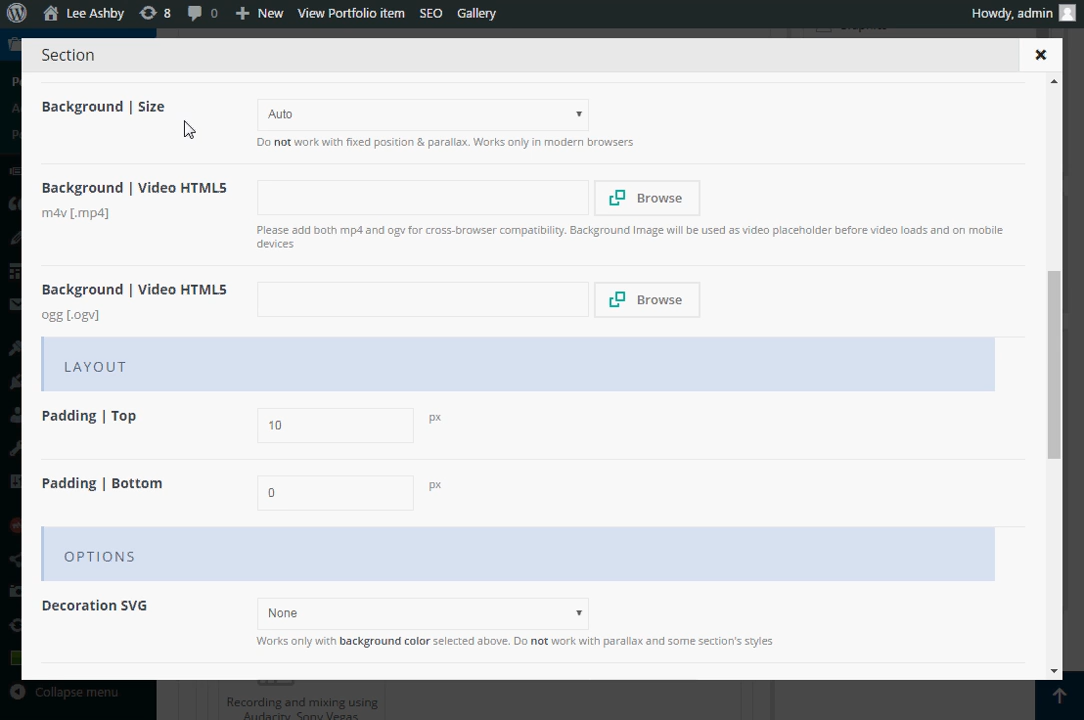 Lee Ashby 8 0 New View Portfolio item SEO Gallery Howdy, admin
Section
Background | Size
Auto
Do not work with fixed position & parallax. Works only in modern browsers
Background | Video HTML5
m4v [.mp4]
Browse
Please add both mp4 and ogv for cross-browser compatibility. Background Image will be used as video placeholder before video loads and on mobile
devices
Background | Video HTML5
ogg [.ogv]
Browse
LAYOUT
Padding | Top
10
px
Padding | Bottom
0
px
OPTIONS
Decoration SVG
None
Works only with background color selected above. Do not work with parallax and some section's styles
Collapse menu
Recording and mixing using
Audacity, Sony Vegas